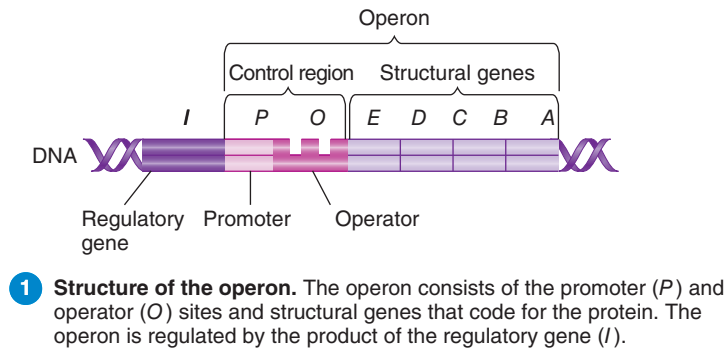 Operon
Control region Structural genes
I P O E D C B A
DNA
Regulatory gene Promoter Operator
1 Structure of the operon. The operon consists of the promoter (P) and
operator (O) sites and structural genes that code for the protein. The
operon is regulated by the product of the regulatory gene (I).